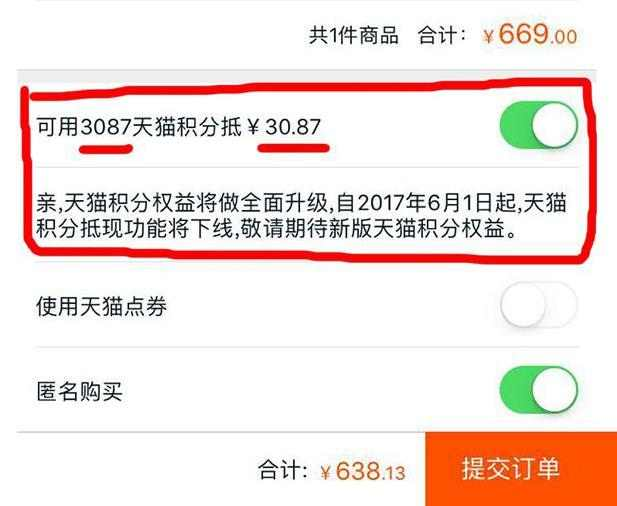 共1件商品 合计：￥669.00
可用3087天猫积分抵￥30.87
亲,天猫积分权益将做全面升级,自2017年6月1日起,天猫
积分抵现功能将下线,敬请期待新版天猫积分权益。
使用天猫点券
匿名购买
合计：￥638.13
提交订单